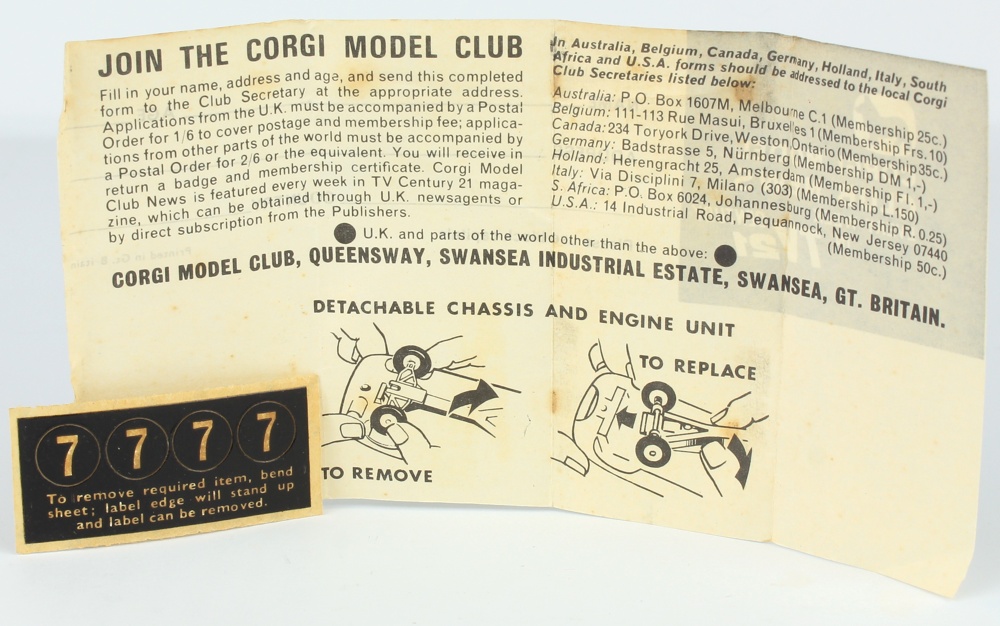 JOIN THE CORGI MODEL CLUB
Fill in your name, address and age, and send this completed
form to the Club Secretary at the appropriate address.
Applications from the U.K. must be accompanied by a Postal
Order for 1/6 to cover postage and membership fee; applica-
tions from other parts of the world must be accompanied by
a Postal Order for 2/6 or the equivalent. You will receive in
return a badge and membership certificate. Corgi Model
Club News is featured every week in TV Century 21 maga-
zine, which can be obtained through U.K. newsagents or
by direct subscription from the Publishers.
In Australia, Belgium, Canada, Germany, Holland, Italy, South
Africa and U.S.A. forms should be addressed to the local Corgi
Club Secretaries listed below:
Australia: P.O. Box 1607M, Melbourne C.1 (Membership 25c.)
Belgium: 111-113 Rue Masui, Bruxelles 1 (Membership Frs. 10)
Canada: 234 Toryork Drive, Weston, Ontario (Membership 35c.)
Germany: Badstrasse 5, Nürnberg (Membership DM 1,-)
Holland: Herengracht 25, Amsterdam (Membership Fl. 1,-)
Italy: Via Disciplini 7, Milano (303) (Membership L.150)
S. Africa: P.O. Box 6024, Johannesburg (Membership R. 0.25)
U.S.A.: 14 Industrial Road, Pequannock, New Jersey 07440
(Membership 50c.)
● U.K. and parts of the world other than the above: ●
CORGI MODEL CLUB, QUEENSWAY, SWANSEA INDUSTRIAL ESTATE, SWANSEA, GT. BRITAIN.
DETACHABLE CHASSIS AND ENGINE UNIT
TO REPLACE
TO REMOVE
7 7 7 7
To remove required item, bend
sheet; label edge will stand up
and label can be removed.